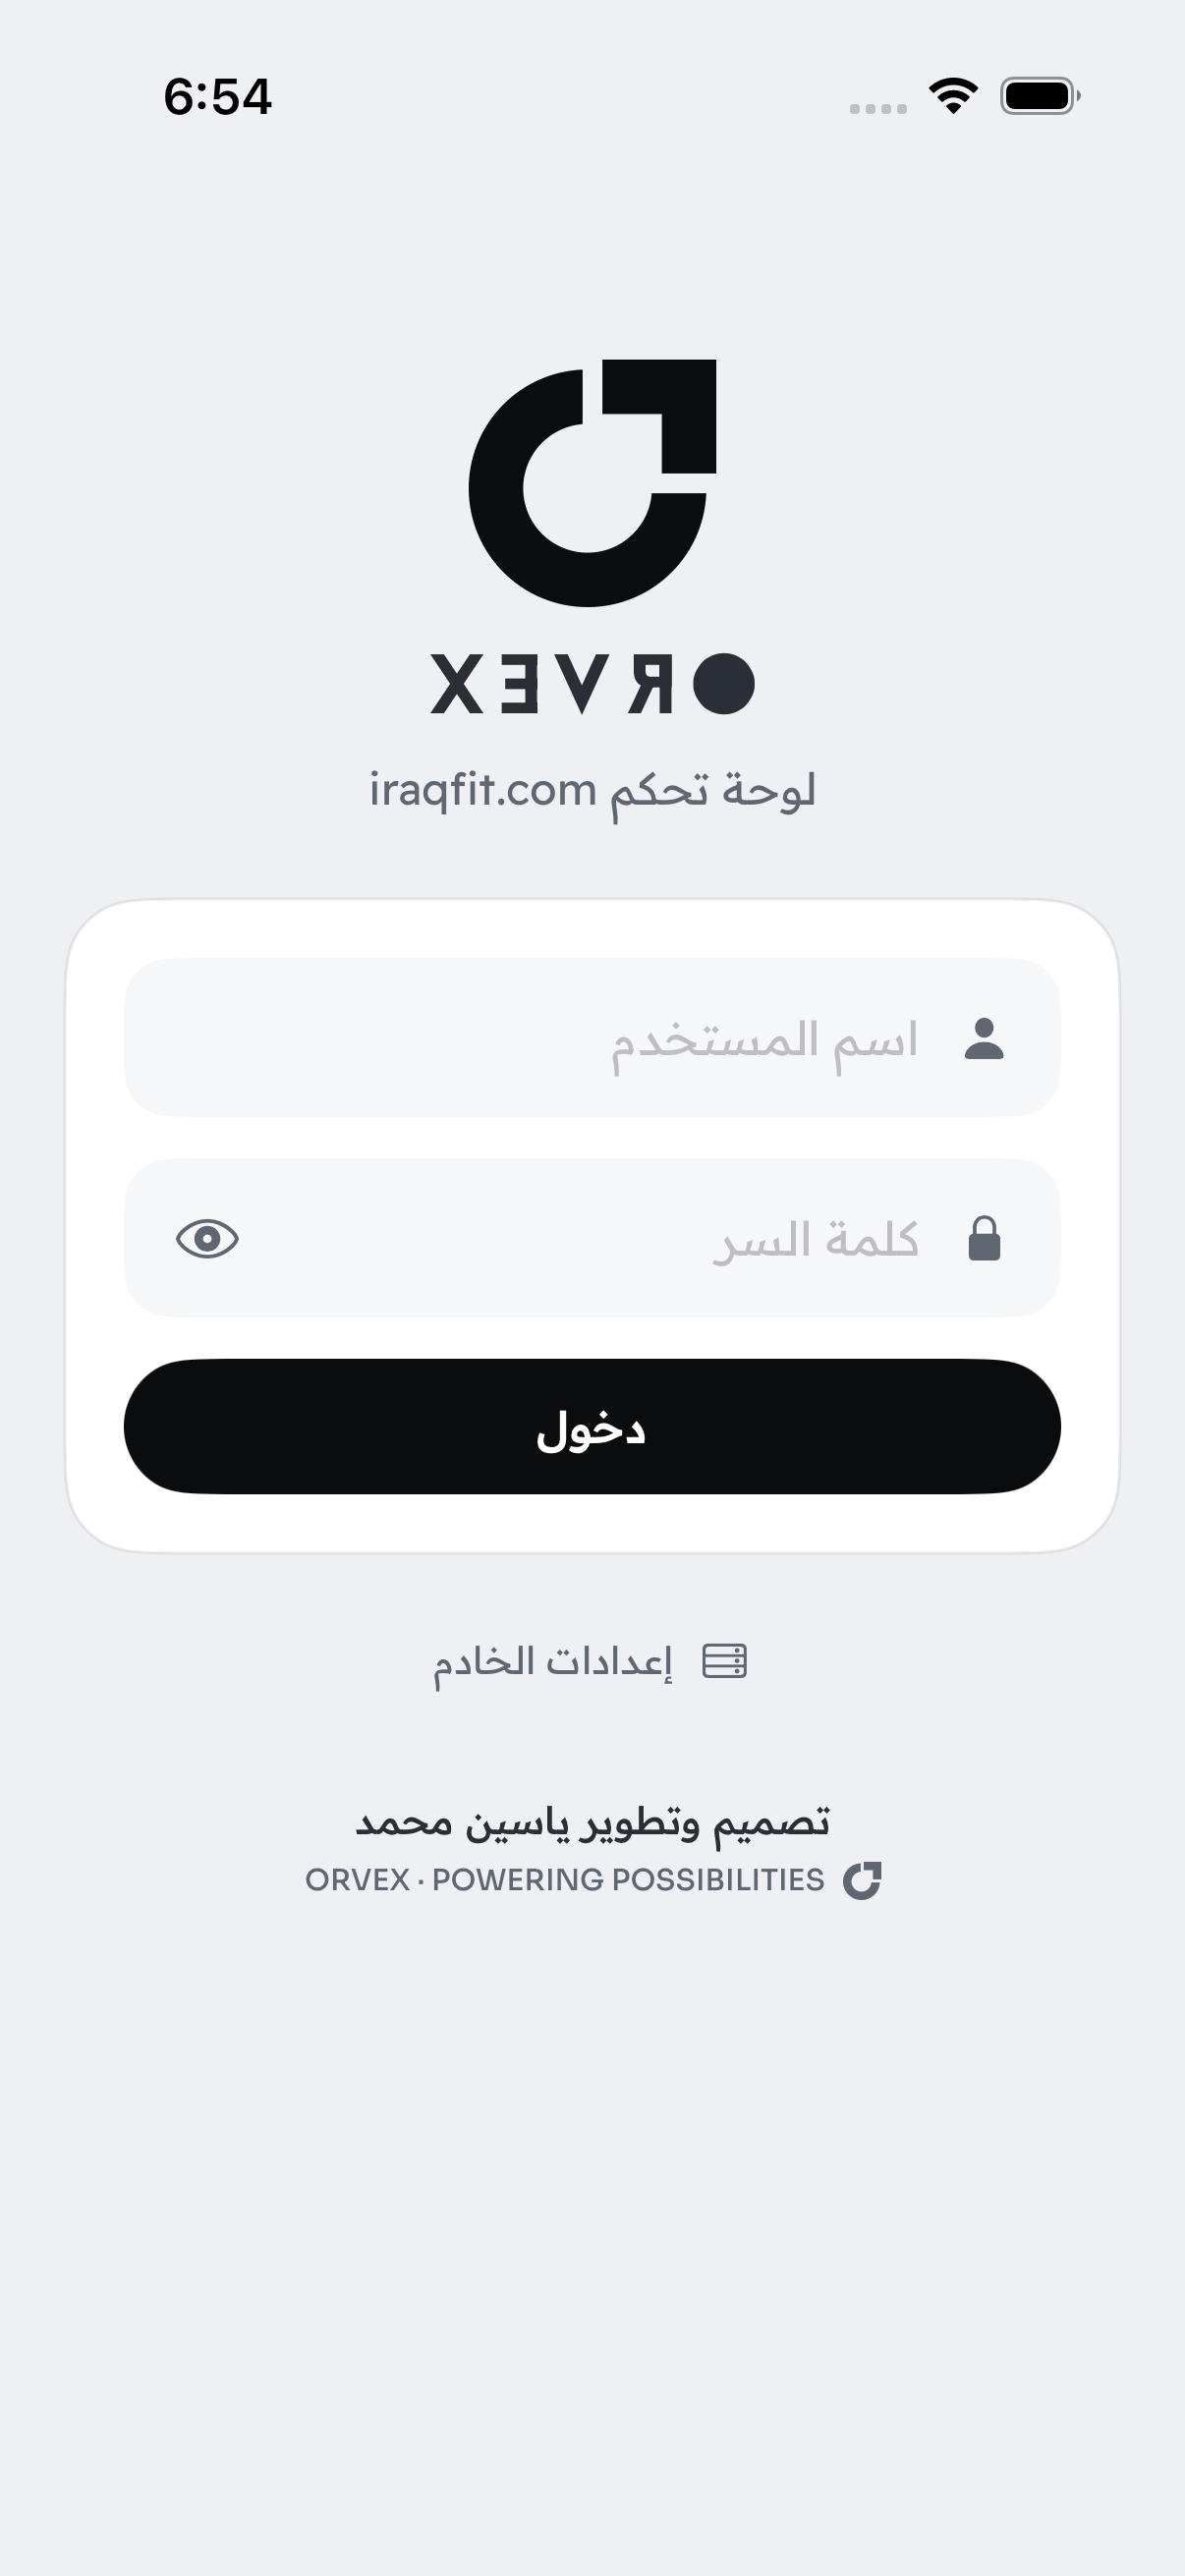 6:54
ORVEX
لوحة تحكم iraqfit.com
اسم المستخدم
كلمة السر
دخول
إعدادات الخادم
تصميم وتطوير ياسين محمد
ORVEX · POWERING POSSIBILITIES